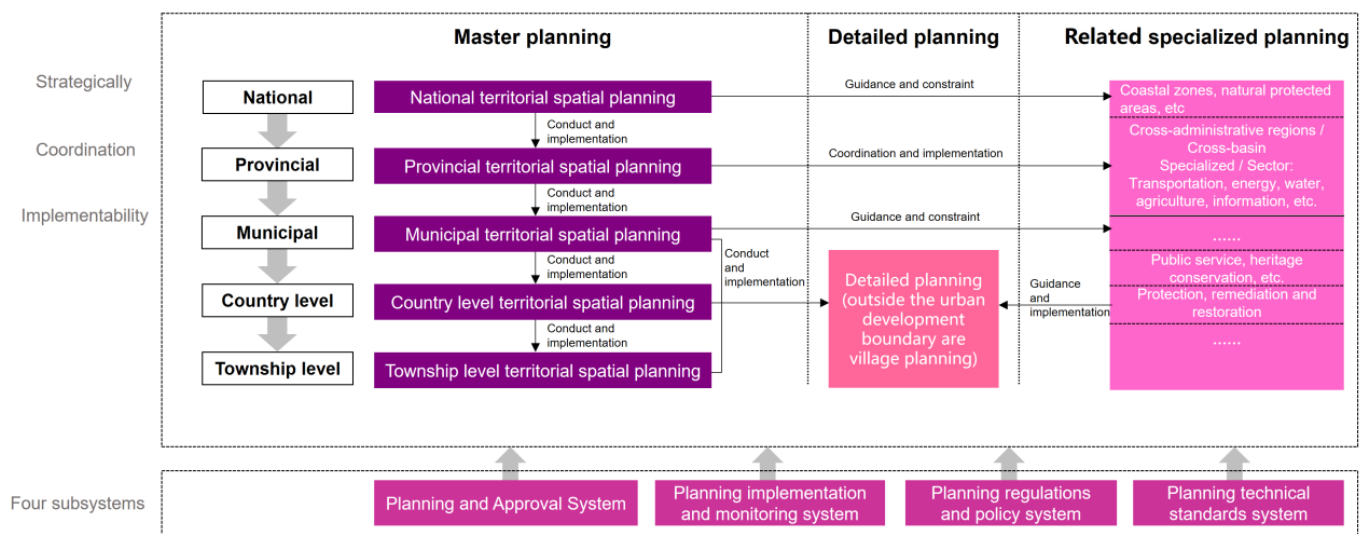 Master planning
Detailed planning
Related specialized planning
Strategically
Coordination
Implementability
National
Provincial
Municipal
Country level
Township level
National territorial spatial planning
Conduct and
implementation
Provincial territorial spatial planning
Conduct and
implementation
Municipal territorial spatial planning
Conduct and
implementation
Country level territorial spatial planning
Conduct and
implementation
Township level territorial spatial planning
Guidance and constraint
Coordination and implementation
Guidance and constraint
Conduct
and
implementation
Detailed planning
(outside the urban
development
boundary are
village planning)
Guidance
and
implementation
Coastal zones, natural protected
areas, etc
Cross-administrative regions /
Cross-basin
Specialized / Sector:
Transportation, energy, water,
agriculture, information, etc.
......
Public service, heritage
conservation, etc.
Protection, remediation and
restoration
......
Four subsystems
Planning and Approval System
Planning implementation
and monitoring system
Planning regulations
and policy system
Planning technical
standards system